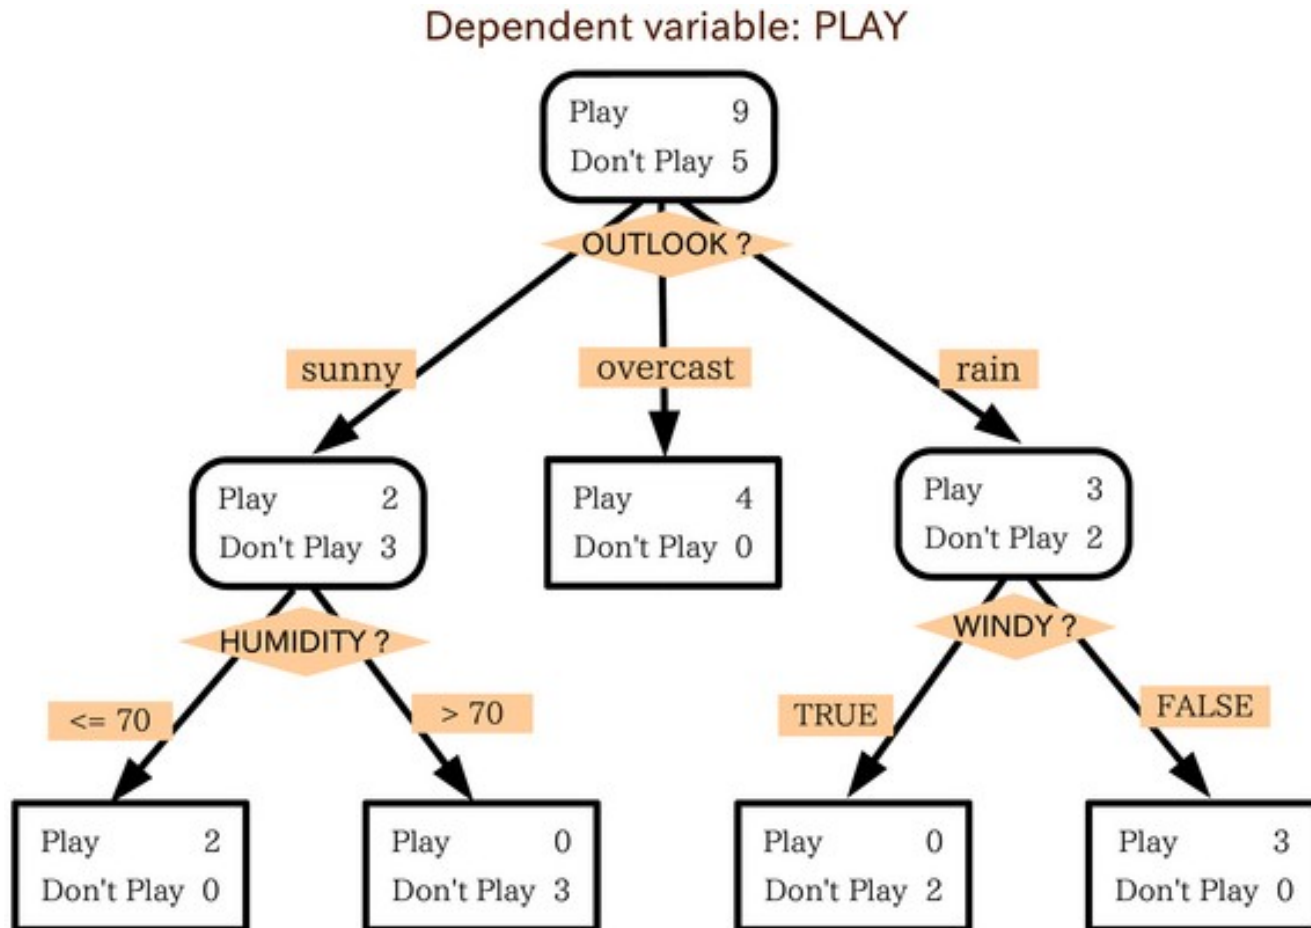 Dependent variable: PLAY
Play 9
Don't Play 5
OUTLOOK ?
sunny
overcast
rain
Play 2
Don't Play 3
Play 4
Don't Play 0
Play 3
Don't Play 2
HUMIDITY ?
WINDY ?
<= 70
> 70
TRUE
FALSE
Play 2
Don't Play 0
Play 0
Don't Play 3
Play 0
Don't Play 2
Play 3
Don't Play 0